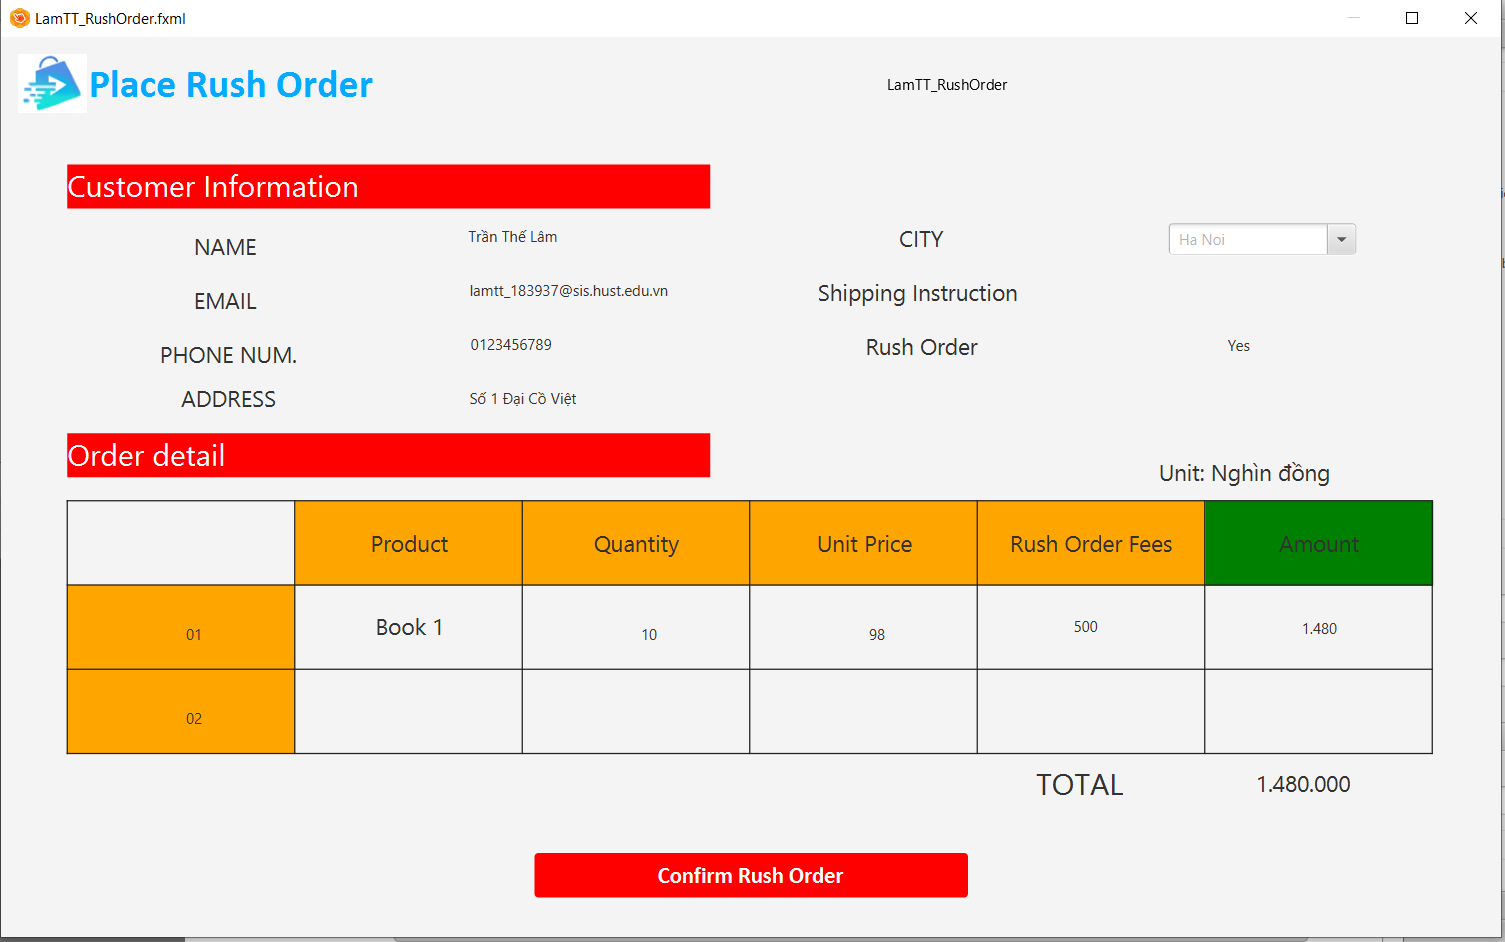 LamTT_RushOrder.fxml
Place Rush Order
LamTT_RushOrder
Customer Information
NAME
Trần Thế Lâm
CITY
Ha Noi
EMAIL
lamtt_183937@sis.hust.edu.vn
Shipping Instruction
PHONE NUM.
0123456789
Rush Order
Yes
ADDRESS
Số 1 Đại Cồ Việt
Order detail
Unit: Nghìn đồng
Product Quantity Unit Price Rush Order Fees Amount
01 Book 1 10 98 500 1.480
02
TOTAL 1.480.000
Confirm Rush Order